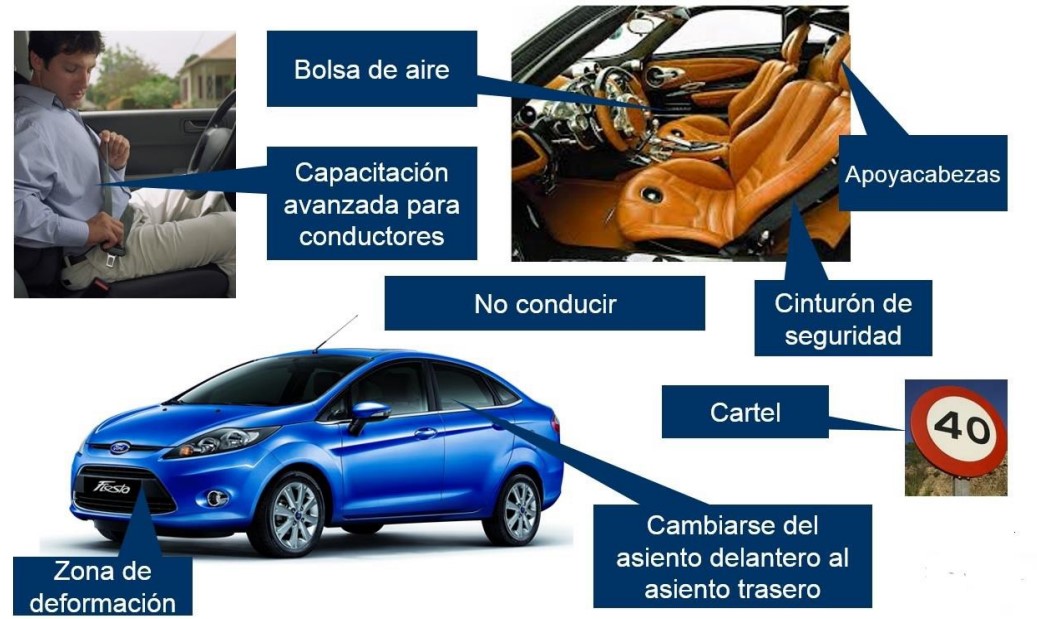 Bolsa de aire
Capacitación
avanzada para
conductores
Apoyacabezas
No conducir
Cinturón de
seguridad
Cartel
40
Ford
Fiesta
Cambiarse del
asiento delantero al
asiento trasero
Zona de
deformación